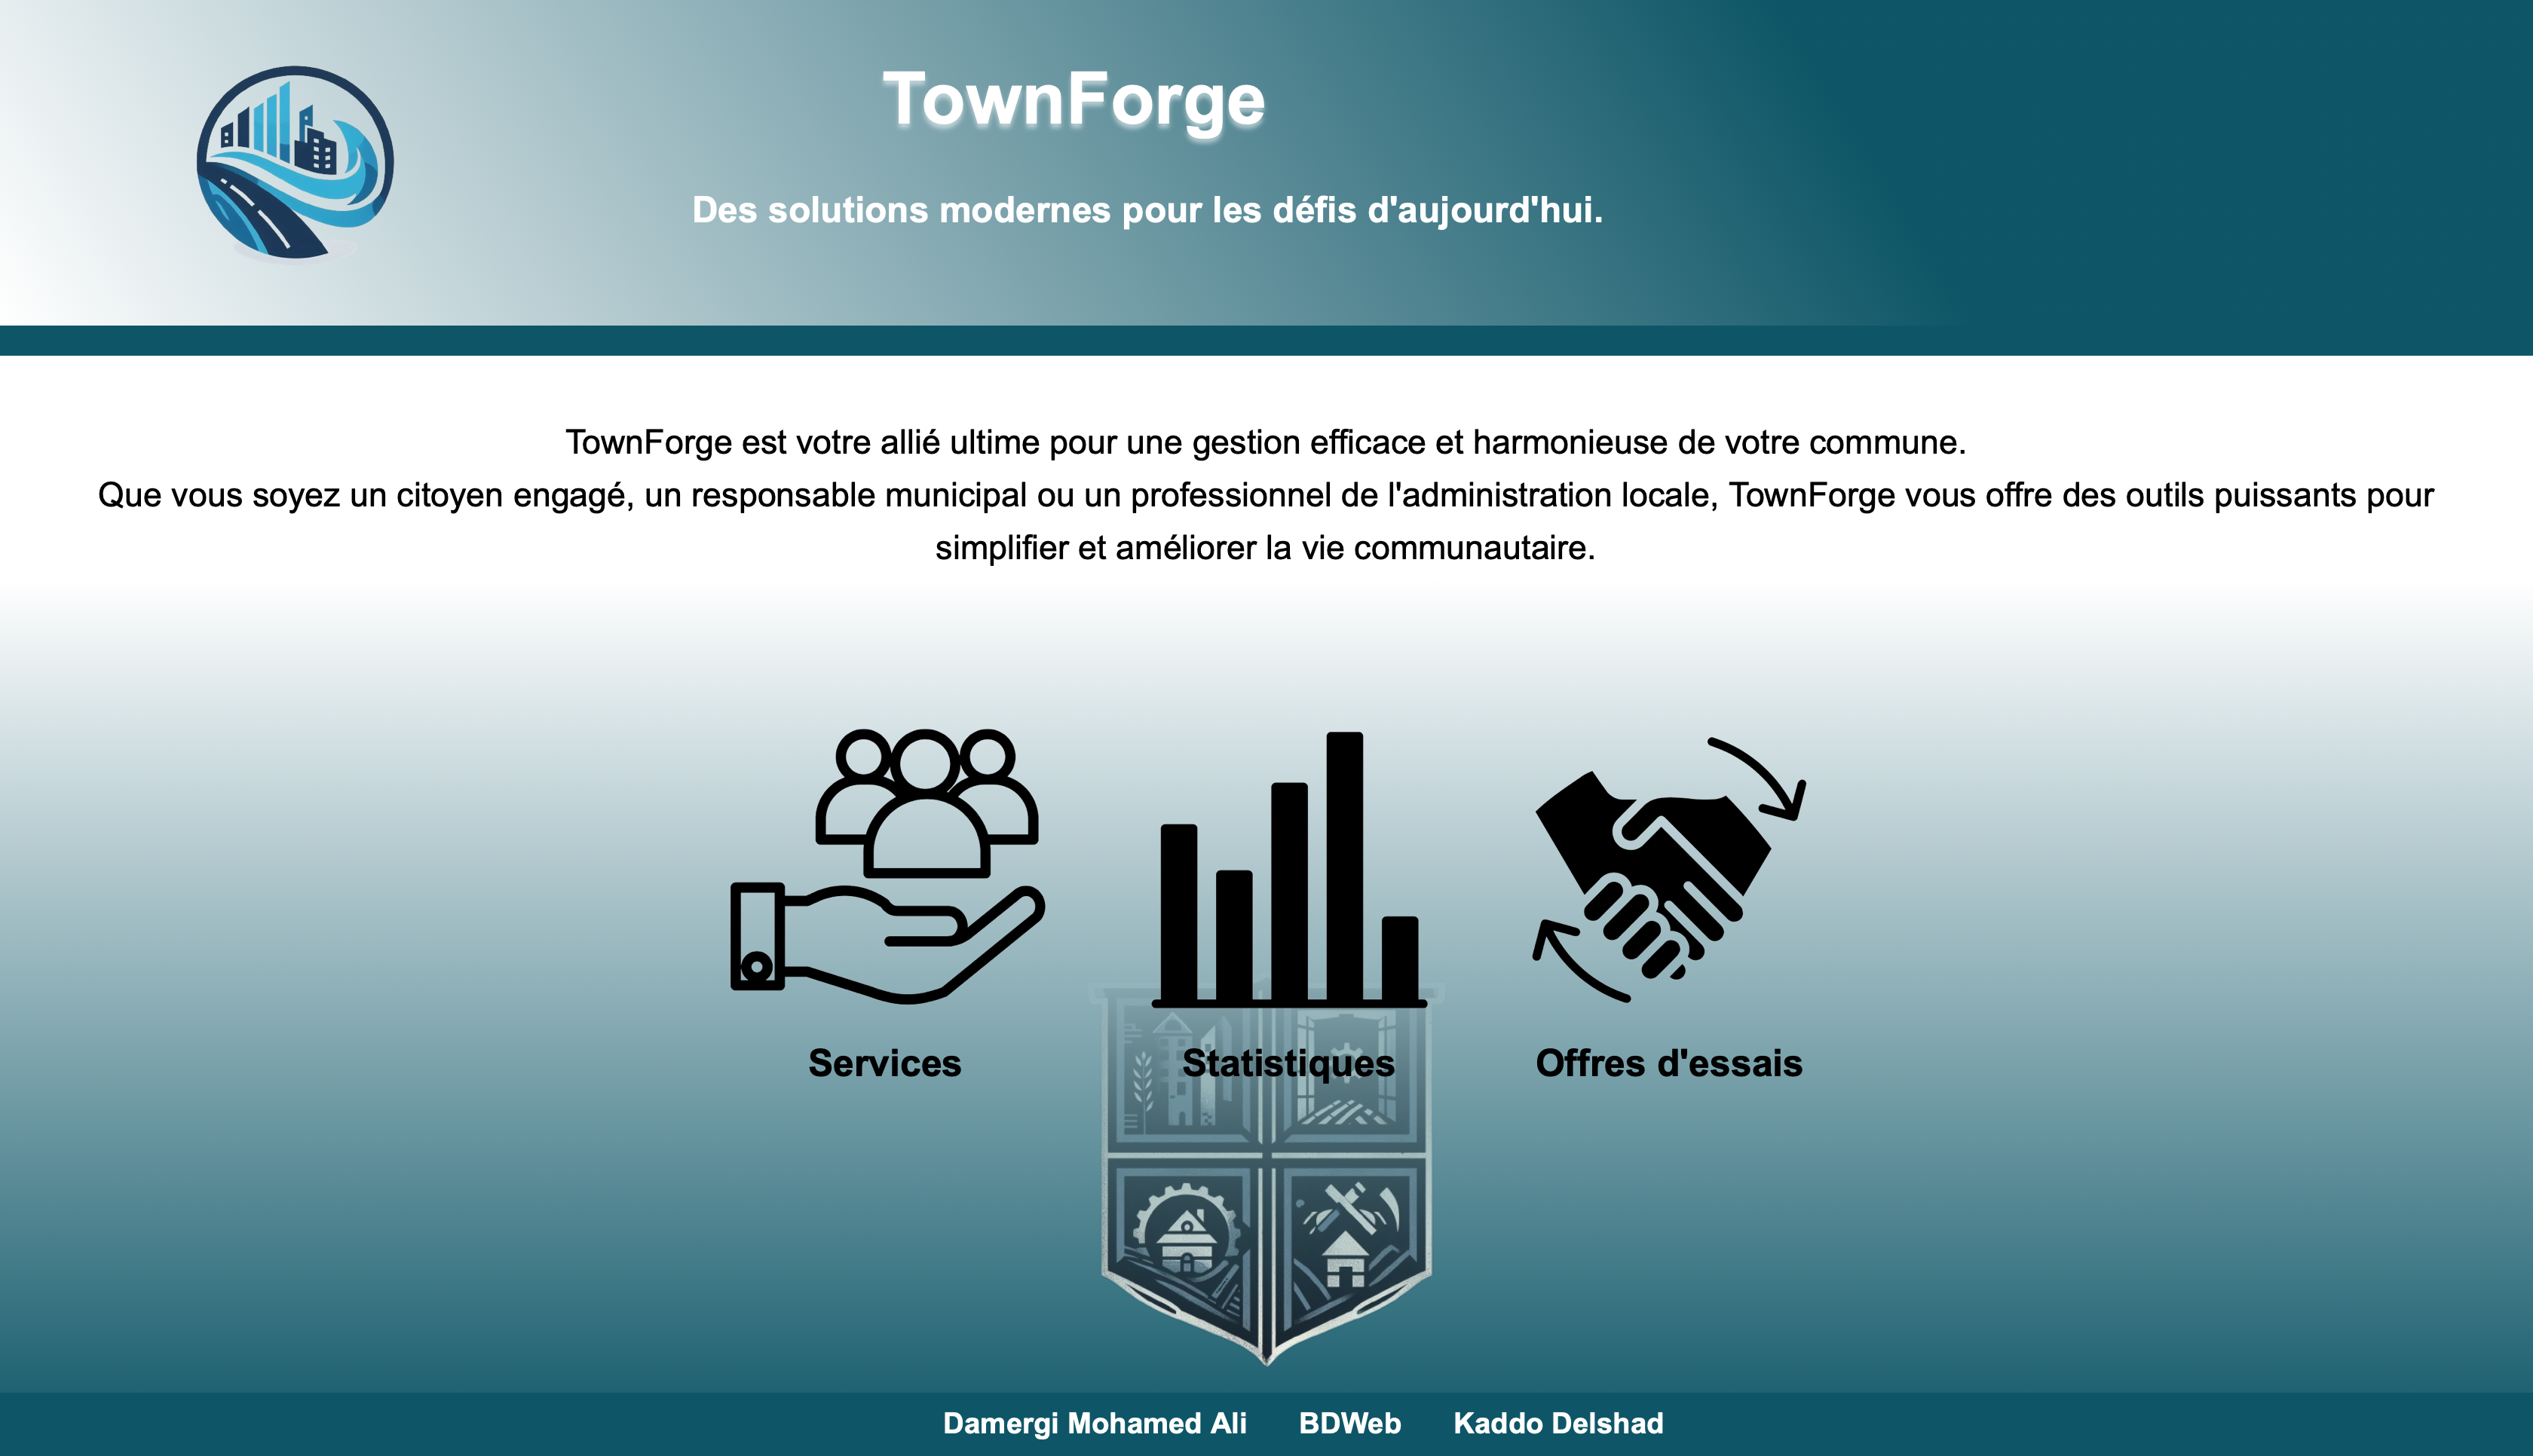 TownForge
Des solutions modernes pour les défis d'aujourd'hui.
TownForge est votre allié ultime pour une gestion efficace et harmonieuse de votre commune.
Que vous soyez un citoyen engagé, un responsable municipal ou un professionnel de l'administration locale, TownForge vous offre des outils puissants pour
simplifier et améliorer la vie communautaire.
Services
Statistiques
Offres d'essais
Damergi Mohamed Ali
BDWeb
Kaddo Delshad